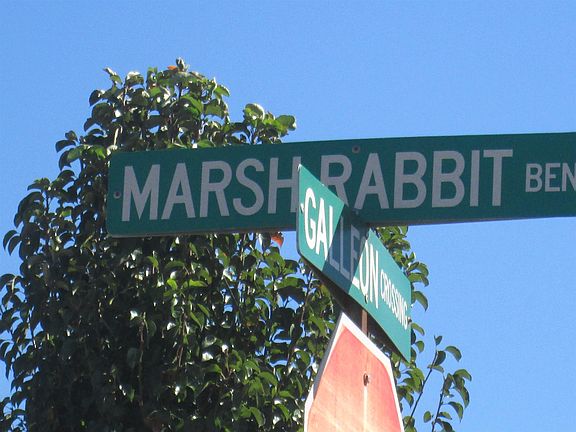 MARSH RABBIT BEN
GALLEON CROSSING